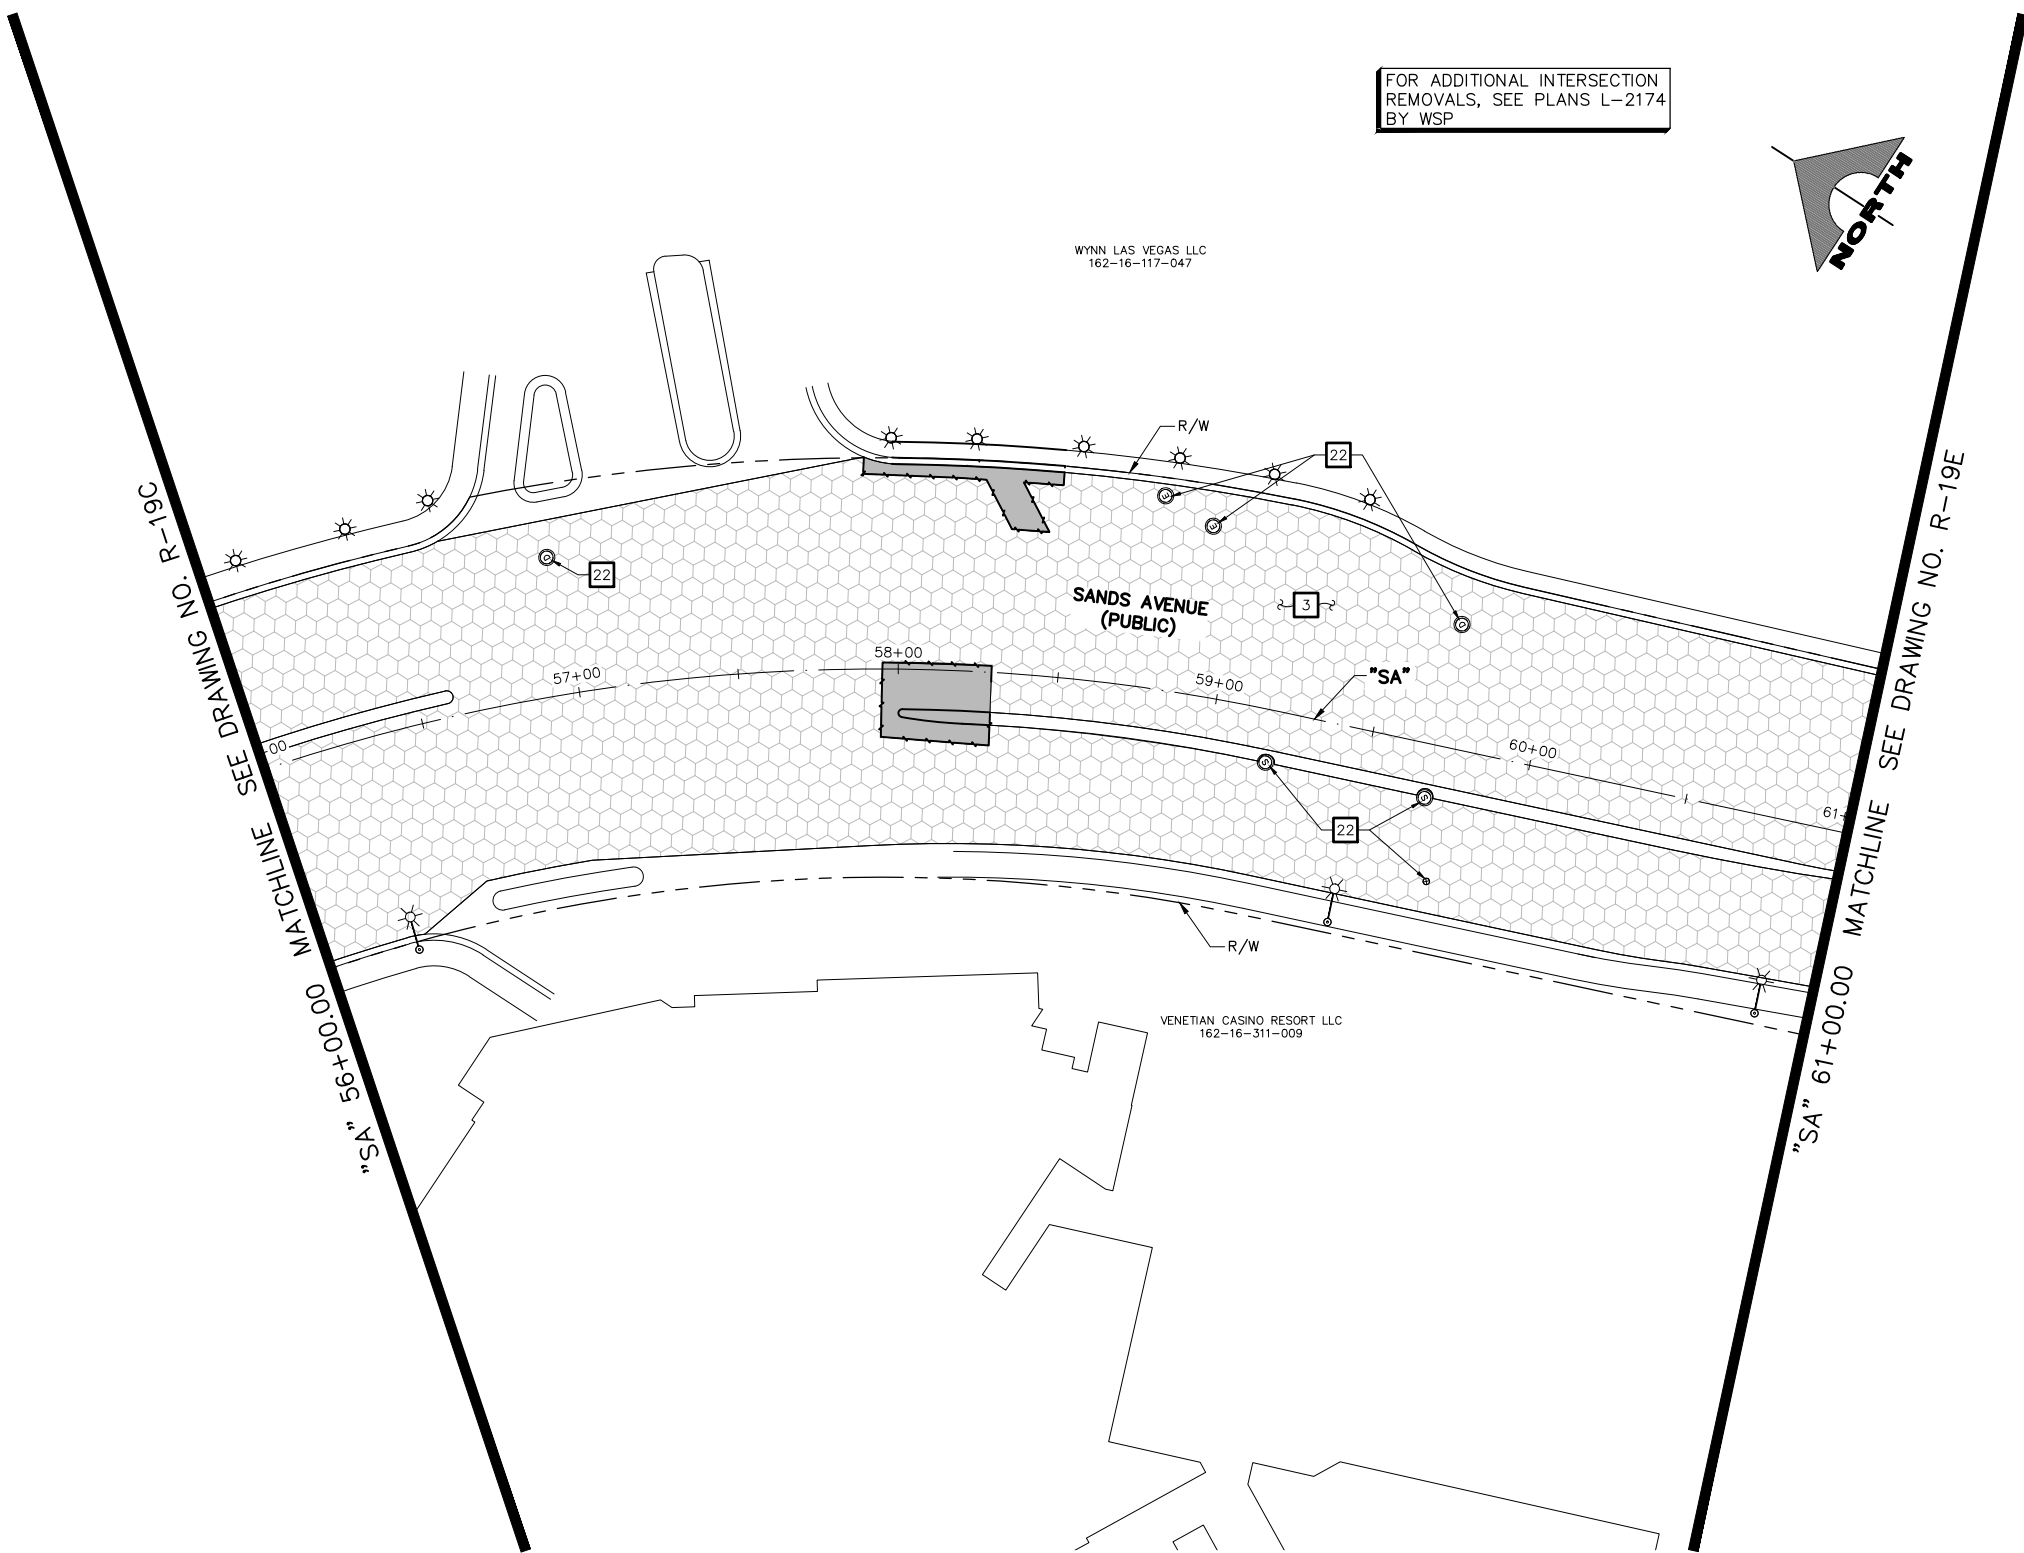 FOR ADDITIONAL INTERSECTION
REMOVALS, SEE PLANS L-2174
BY WSP
NORTH
WYNN LAS VEGAS LLC
162-16-117-047
R/W
22
E
E
D
D
22
SANDS AVENUE
(PUBLIC)
3
57+00
58+00
59+00
"SA"
60+00
61+
00
S
S
22
R/W
VENETIAN CASINO RESORT LLC
162-16-311-009
"SA" 56+00.00 MATCHLINE SEE DRAWING NO. R-19C
"SA" 61+00.00 MATCHLINE SEE DRAWING NO. R-19E